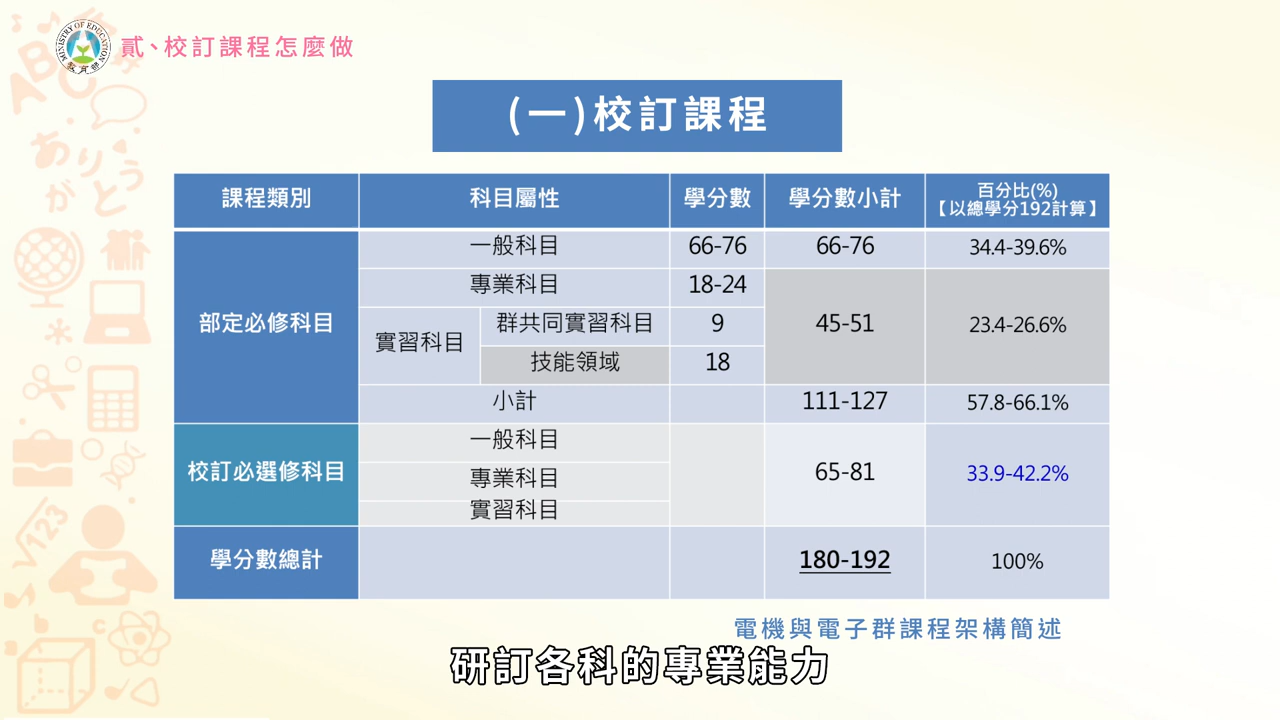 MINISTRY OF EDUCATION
教育部
貳、校訂課程怎麼做
(一)校訂課程
課程類別 科目屬性 學分數 學分數小計 百分比(%)
【以總學分192計算】
部定必修科目 一般科目 66-76 66-76 34.4-39.6%
專業科目 18-24 45-51 23.4-26.6%
實習科目 群共同實習科目 9
技能領域 18
小計 111-127 57.8-66.1%
校訂必選修科目 一般科目 65-81 33.9-42.2%
專業科目
實習科目
學分數總計 180-192 100%
電機與電子群課程架構簡述
研訂各科的專業能力
ABC
ありとう
が
123